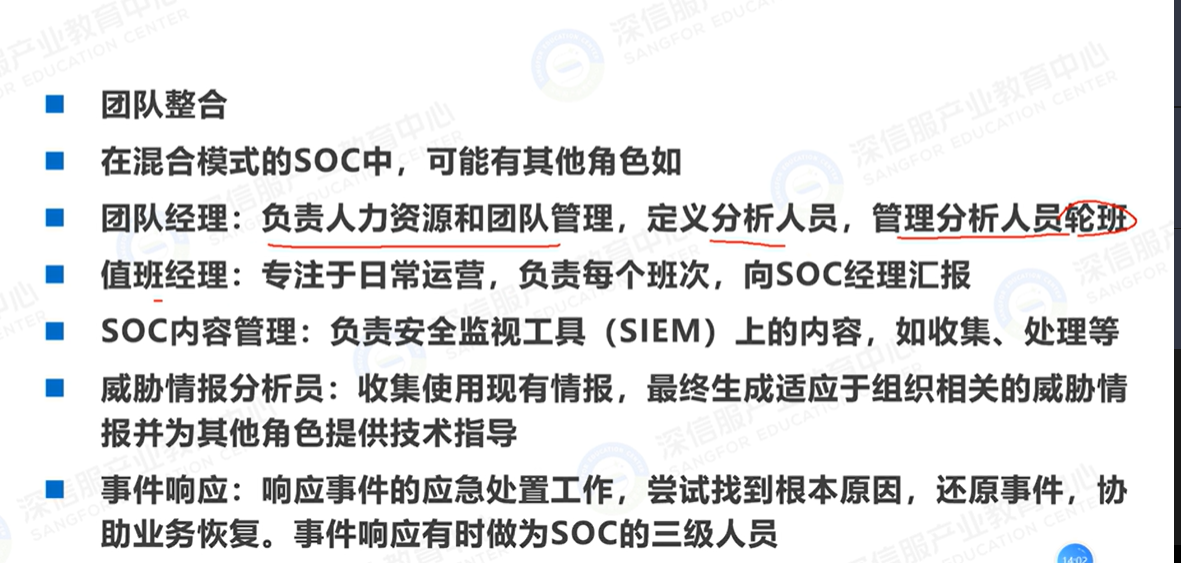 团队整合
在混合模式的SOC中，可能有其他角色如
团队经理：负责人力资源和团队管理，定义分析人员，管理分析人员轮班
值班经理：专注于日常运营，负责每个班次，向SOC经理汇报
SOC内容管理：负责安全监视工具（SIEM）上的内容，如收集、处理等
威胁情报分析员：收集使用现有情报，最终生成适应于组织相关的威胁情
报并为其他角色提供技术指导
事件响应：响应事件的应急处置工作，尝试找到根本原因，还原事件，协
助业务恢复。事件响应有时做为SOC的三级人员
深信服产业教育中心
SANGFOR EDUCATION CENTER
14:02